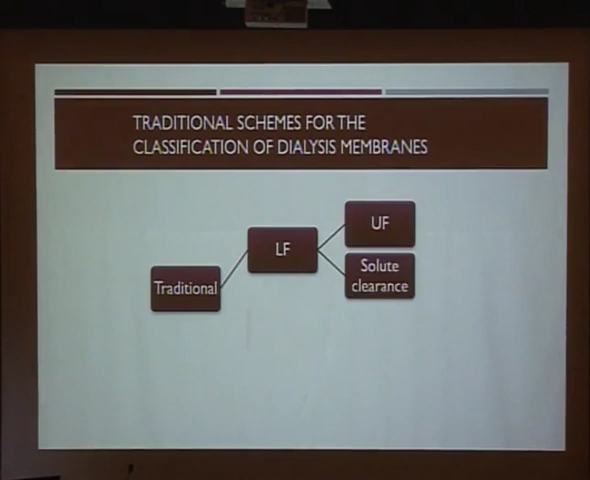 TRADITIONAL SCHEMES FOR THE
CLASSIFICATION OF DIALYSIS MEMBRANES
Traditional
LF
UF
Solute
clearance